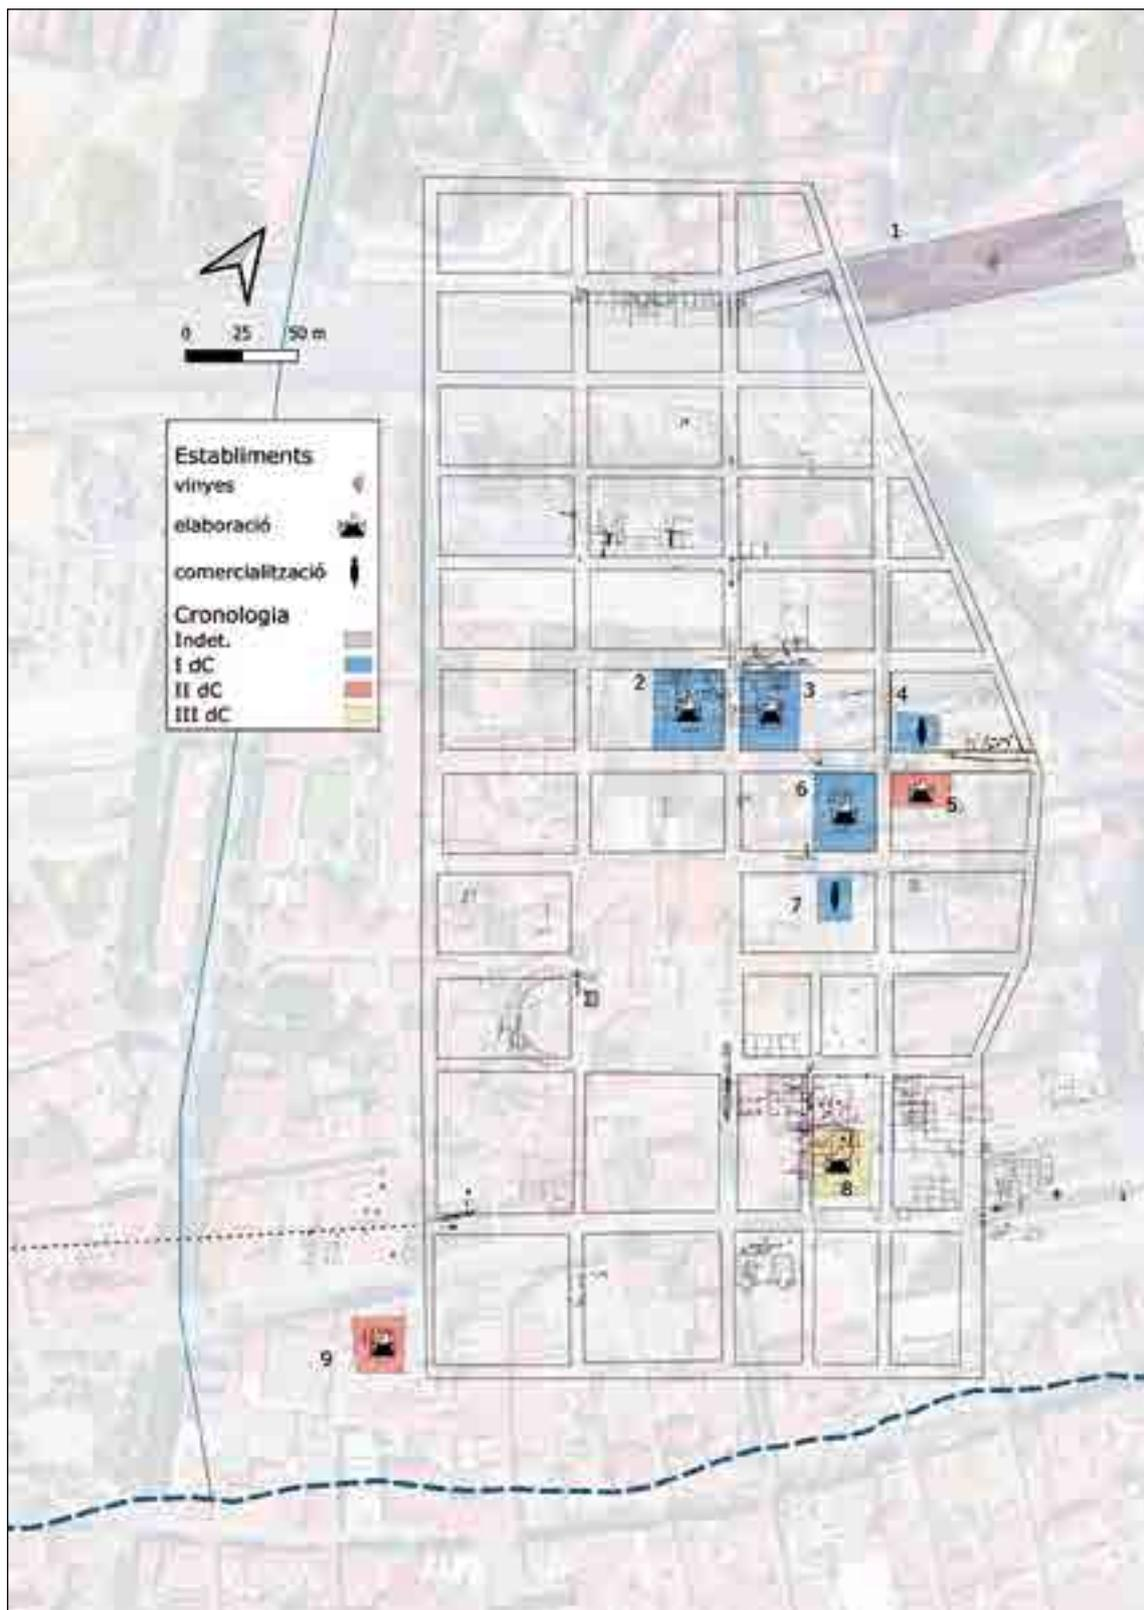 1
0 25 50 m
Establiments
vinyes
elaboració
comercialització
Cronologia
Indet.
I dC
II dC
III dC
2
3
4
6
5
7
8
9